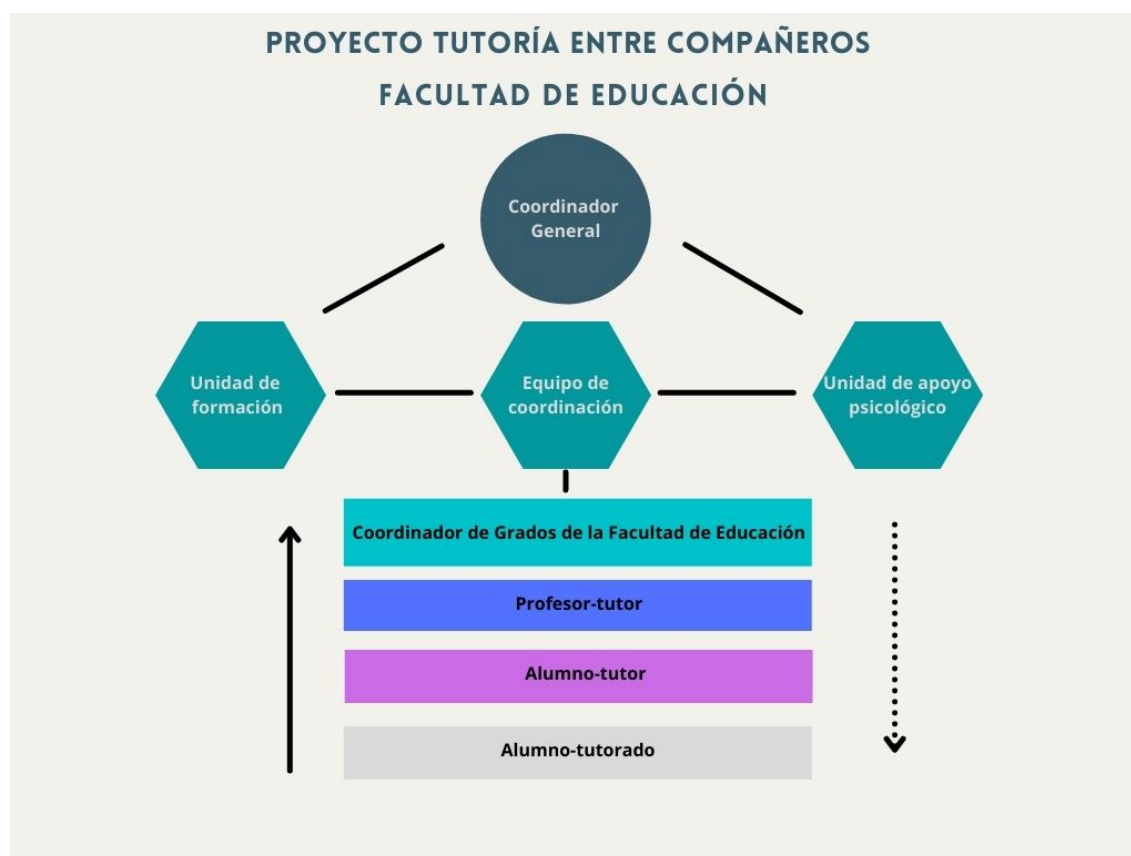 PROYECTO TUTORÍA ENTRE COMPAÑEROS
FACULTAD DE EDUCACIÓN
Coordinador
General
Unidad de
formación
Equipo de
coordinación
Unidad de apoyo
psicológico
Coordinador de Grados de la Facultad de Educación
Profesor-tutor
Alumno-tutor
Alumno-tutorado